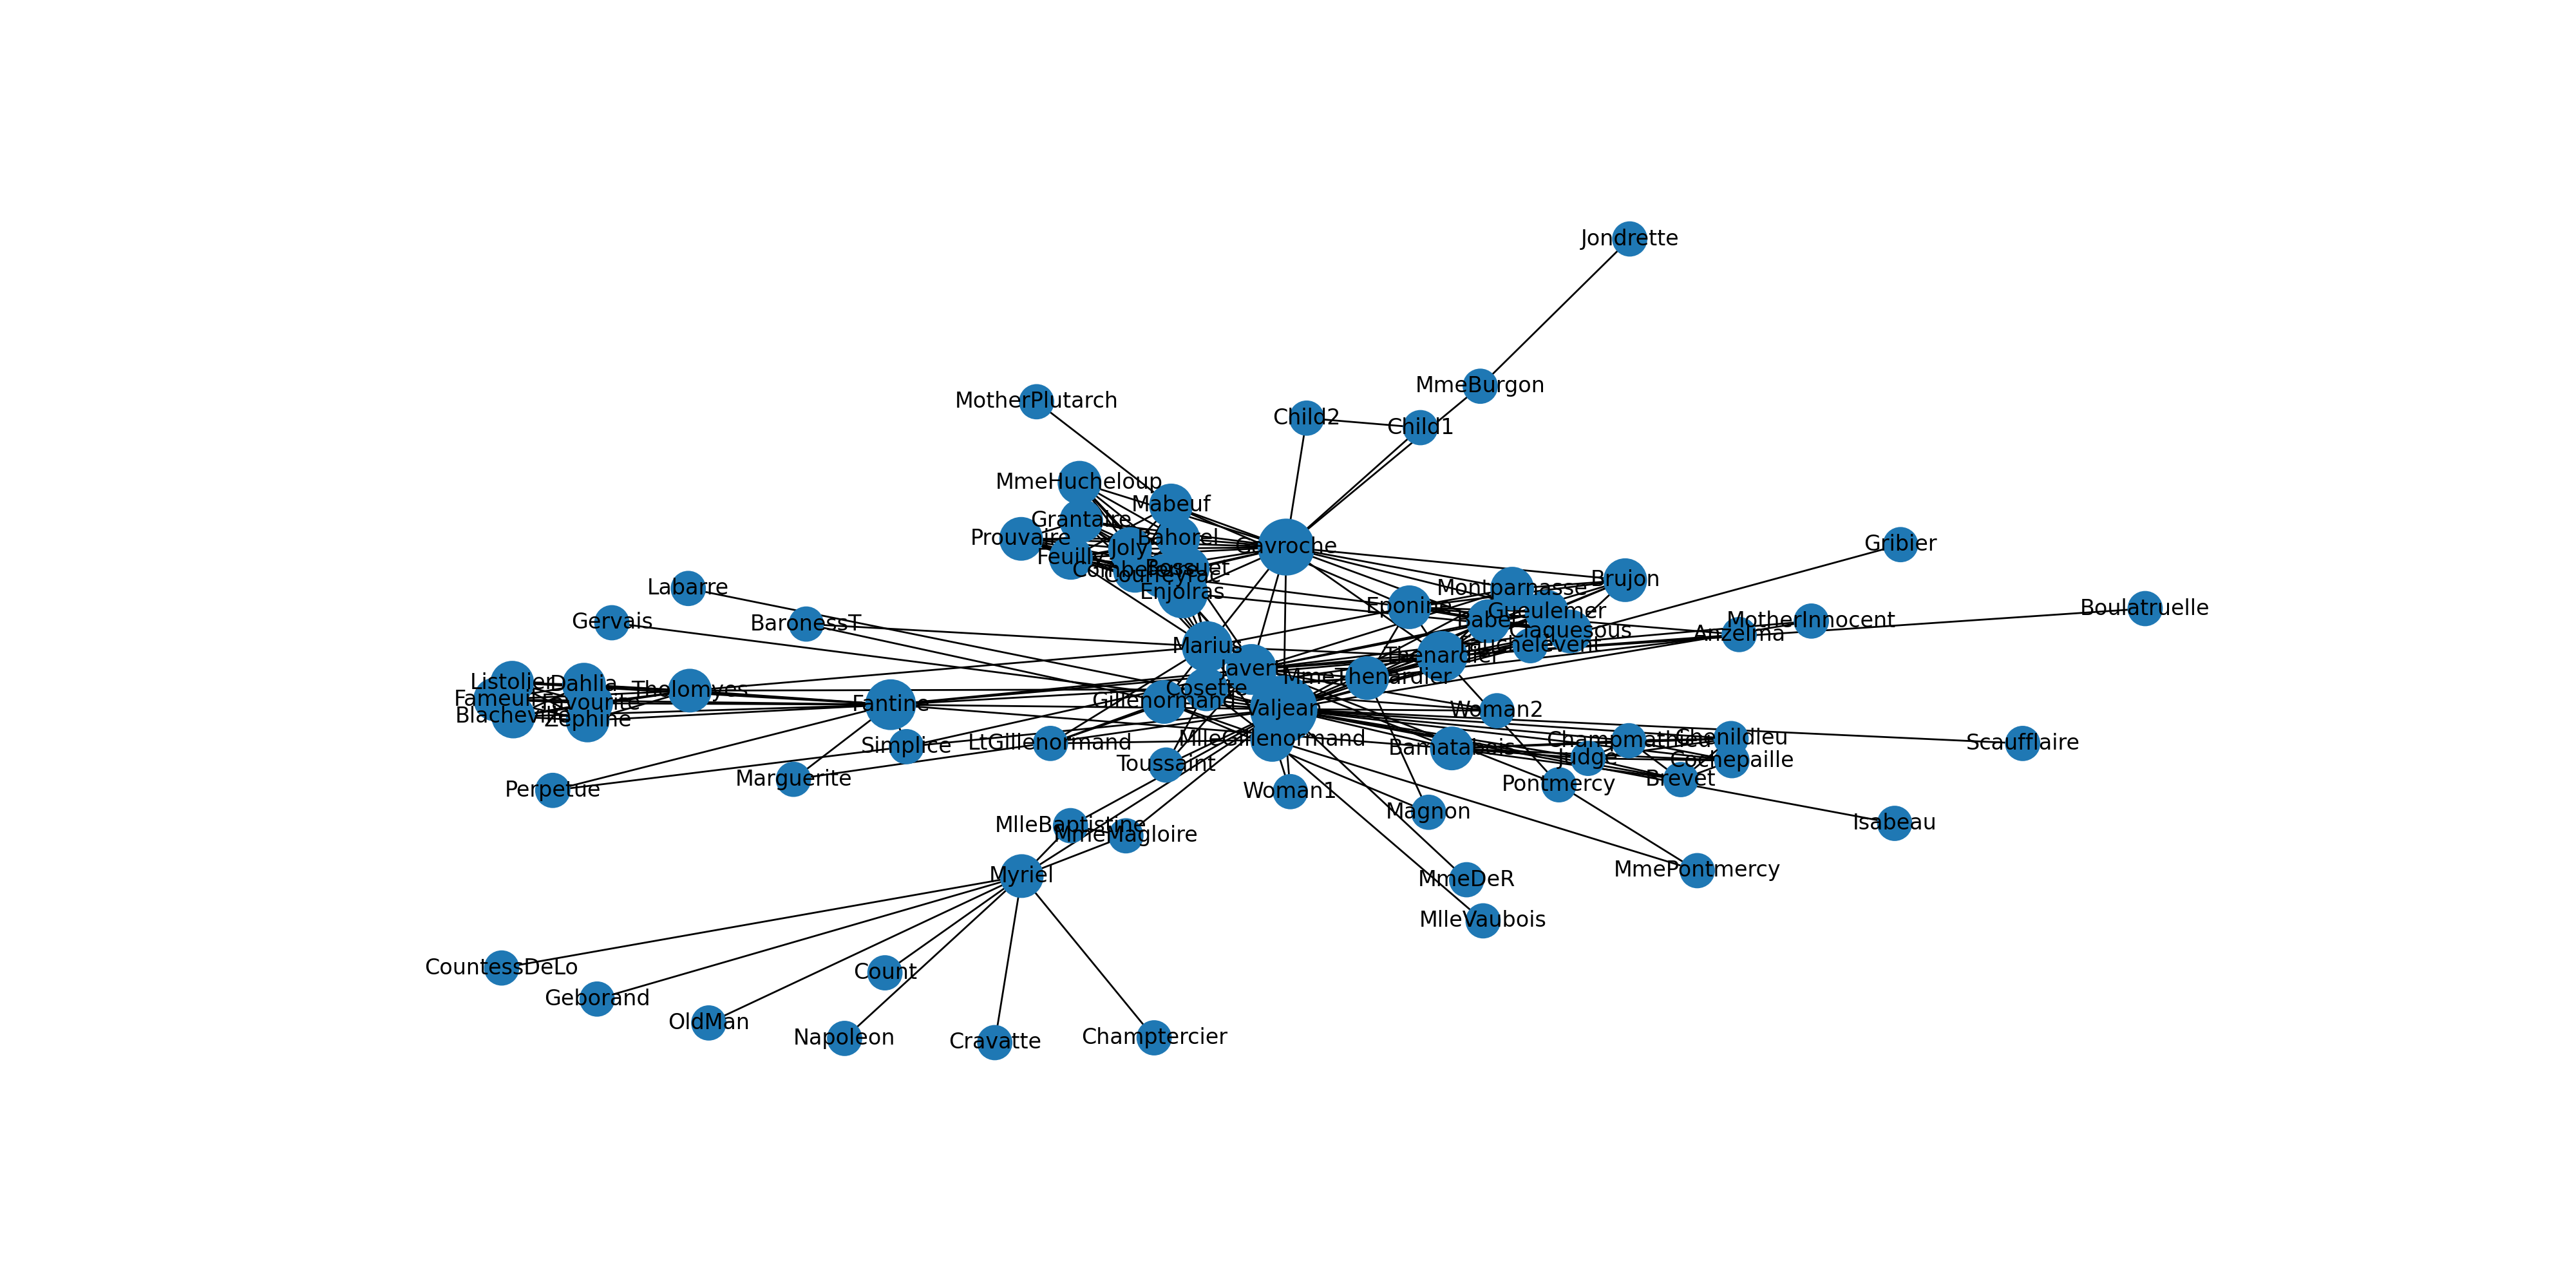 Jondrette
MmeBurgon
MotherPlutarch
Child2
Child1
MmeHucheloup
Mabeuf
Grantaire
Prouvaire
Bahorel
Joly
Feuilly
Gavroche
Gribier
Bossuet
Combeferre
Courfeyrac
Enjolras
Brujon
Montparnasse
Labarre
Eponine
Gueulemer
Boulatruelle
Gervais
BaronessT
Babet
MotherInnocent
Claquesous
Anzelma
Marius
Fauchelevent
Thenardier
Javert
MmeThenardier
Listolier
Dahlia
Tholomyes
Cosette
Fameuil
Favourite
Gillenormand
Fantine
Valjean
Woman2
Blacheville
Zephine
Simplice
LtGillenormand
MlleGillenormand
Bamatabois
Champmathieu
Chenildieu
Scaufflaire
Judge
Cochepaille
Toussaint
Marguerite
Perpetue
Woman1
Pontmercy
Brevet
Magnon
Isabeau
MlleBaptistine
MmeMagloire
Myriel
MmeDeR
MmePontmercy
MlleVaubois
CountessDeLo
Count
Geborand
OldMan
Napoleon
Cravatte
Champtercier